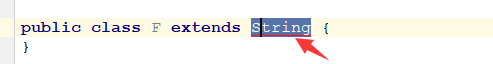 public class F extends String {
}